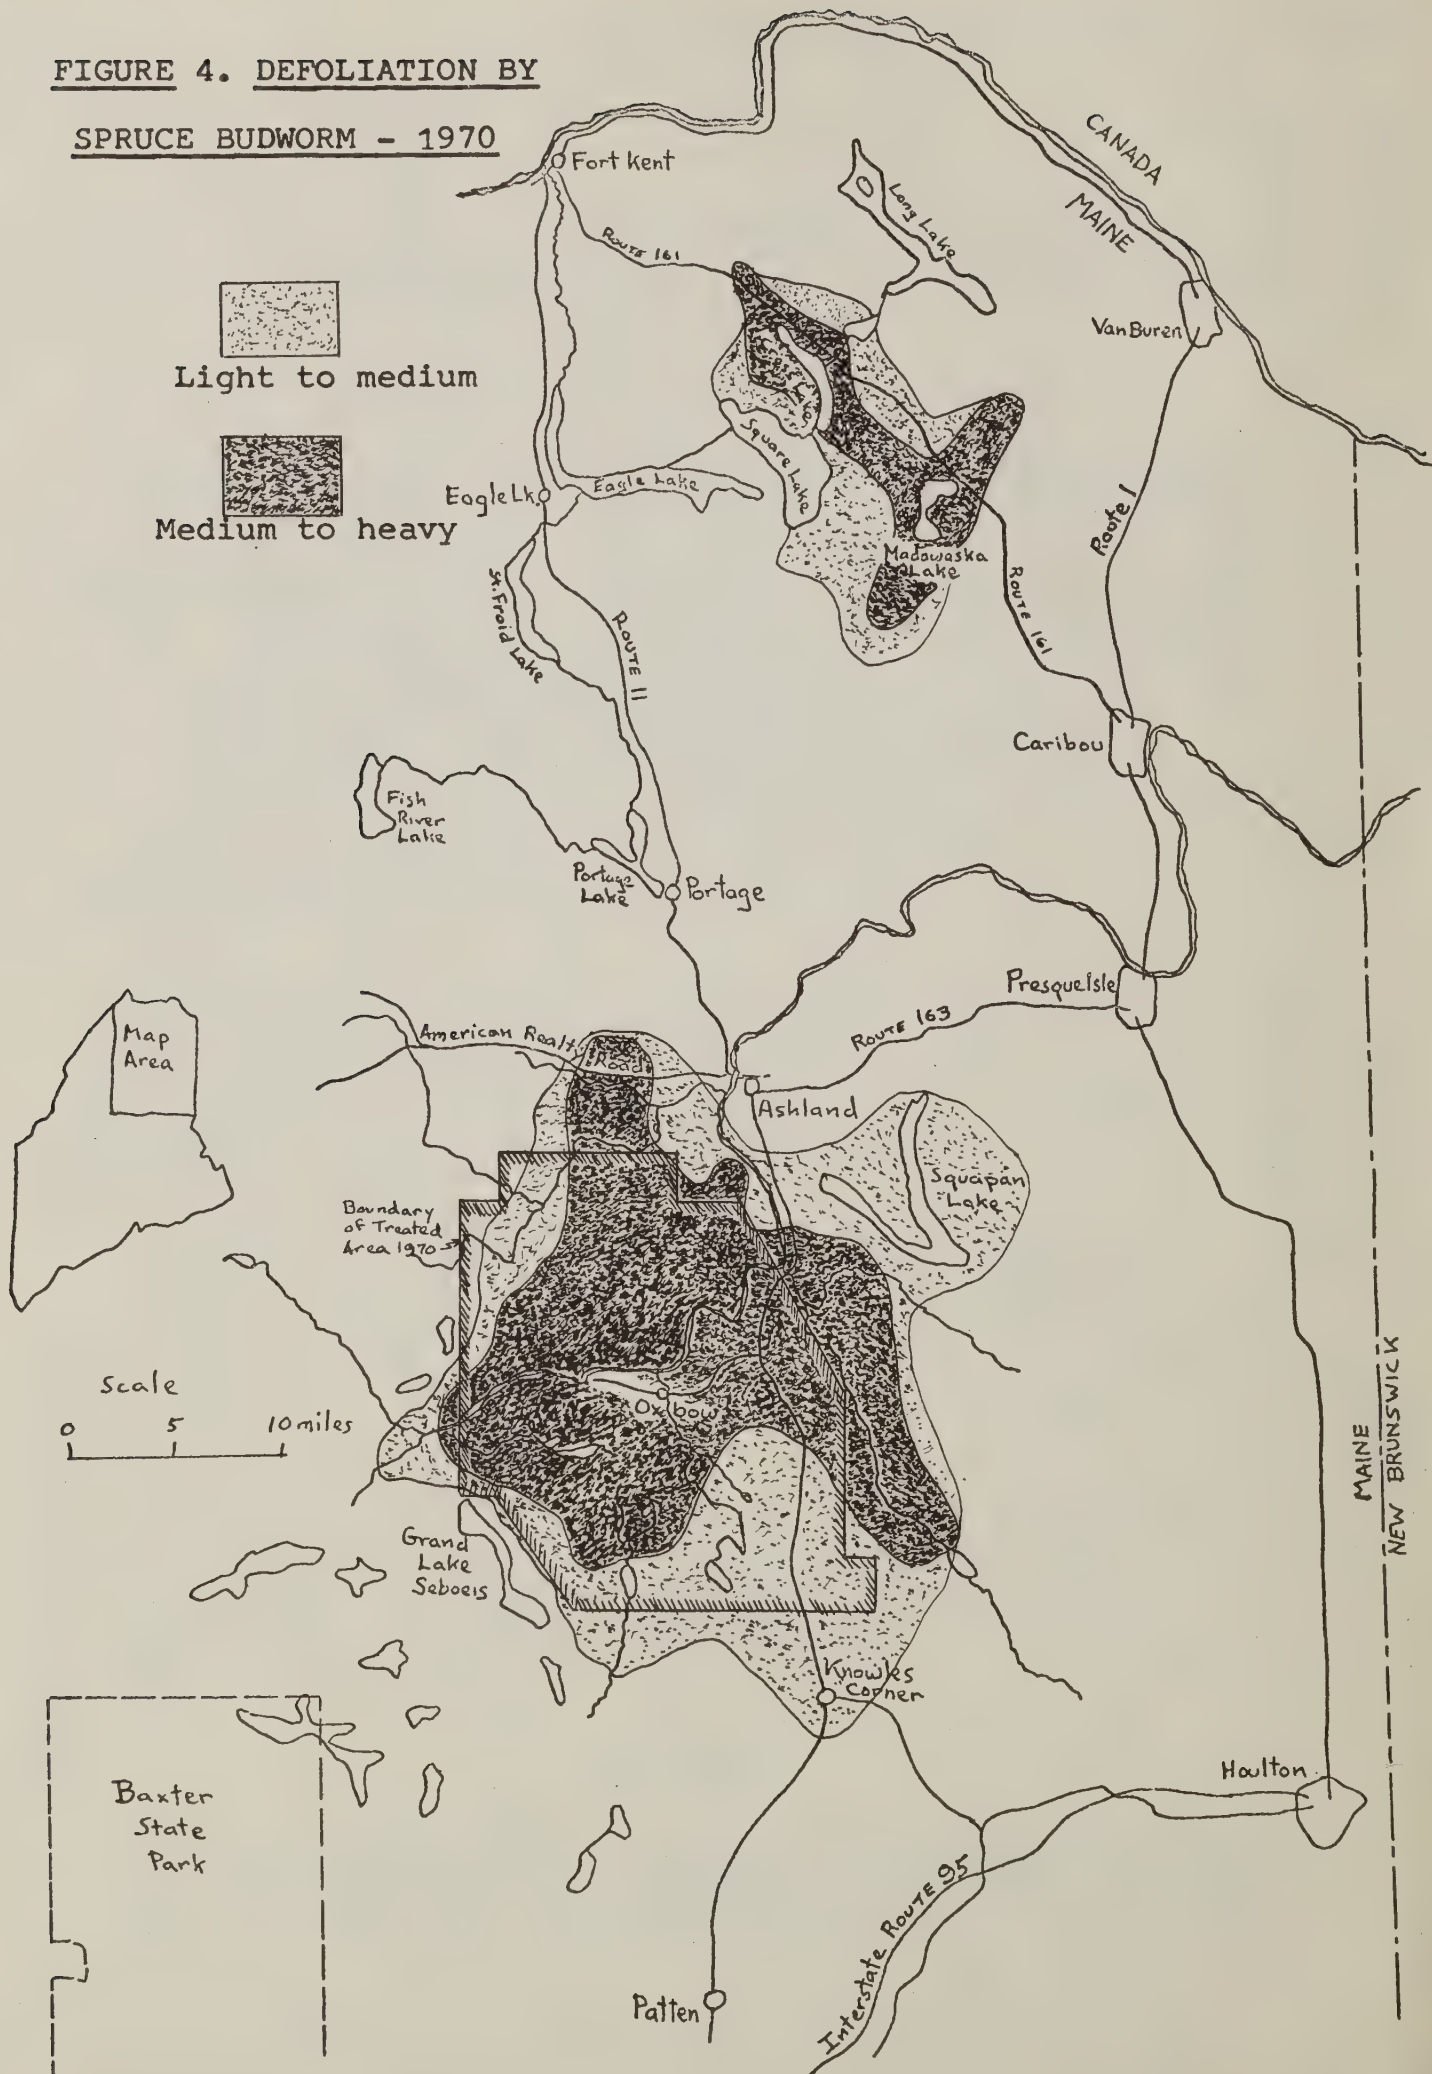 FIGURE 4. DEFOLIATION BY
SPRUCE BUDWORM - 1970
CANADA
MAINE
Fort Kent
Long Lake
ROUTE 161
Van Buren
Light to medium
Cross Lake
Square Lake
Eagle Lk.
Eagle Lake
Medium to heavy
Route 1
Madawaska
Lake
St. Froid Lake
ROUTE 11
ROUTE 161
Caribou
Fish
River
Lake
Portage
Lake
Portage
Presque Isle
ROUTE 163
Map
Area
American Realty
Road
Ashland
Squapan
Lake
Boundary
of Treated
Area 1970
Scale
0 5 10 miles
Oxbow
MAINE
NEW BRUNSWICK
Grand
Lake
Seboeis
Knowles
Corner
Houlton
Baxter
State
Park
Interstate ROUTE 95
Patten